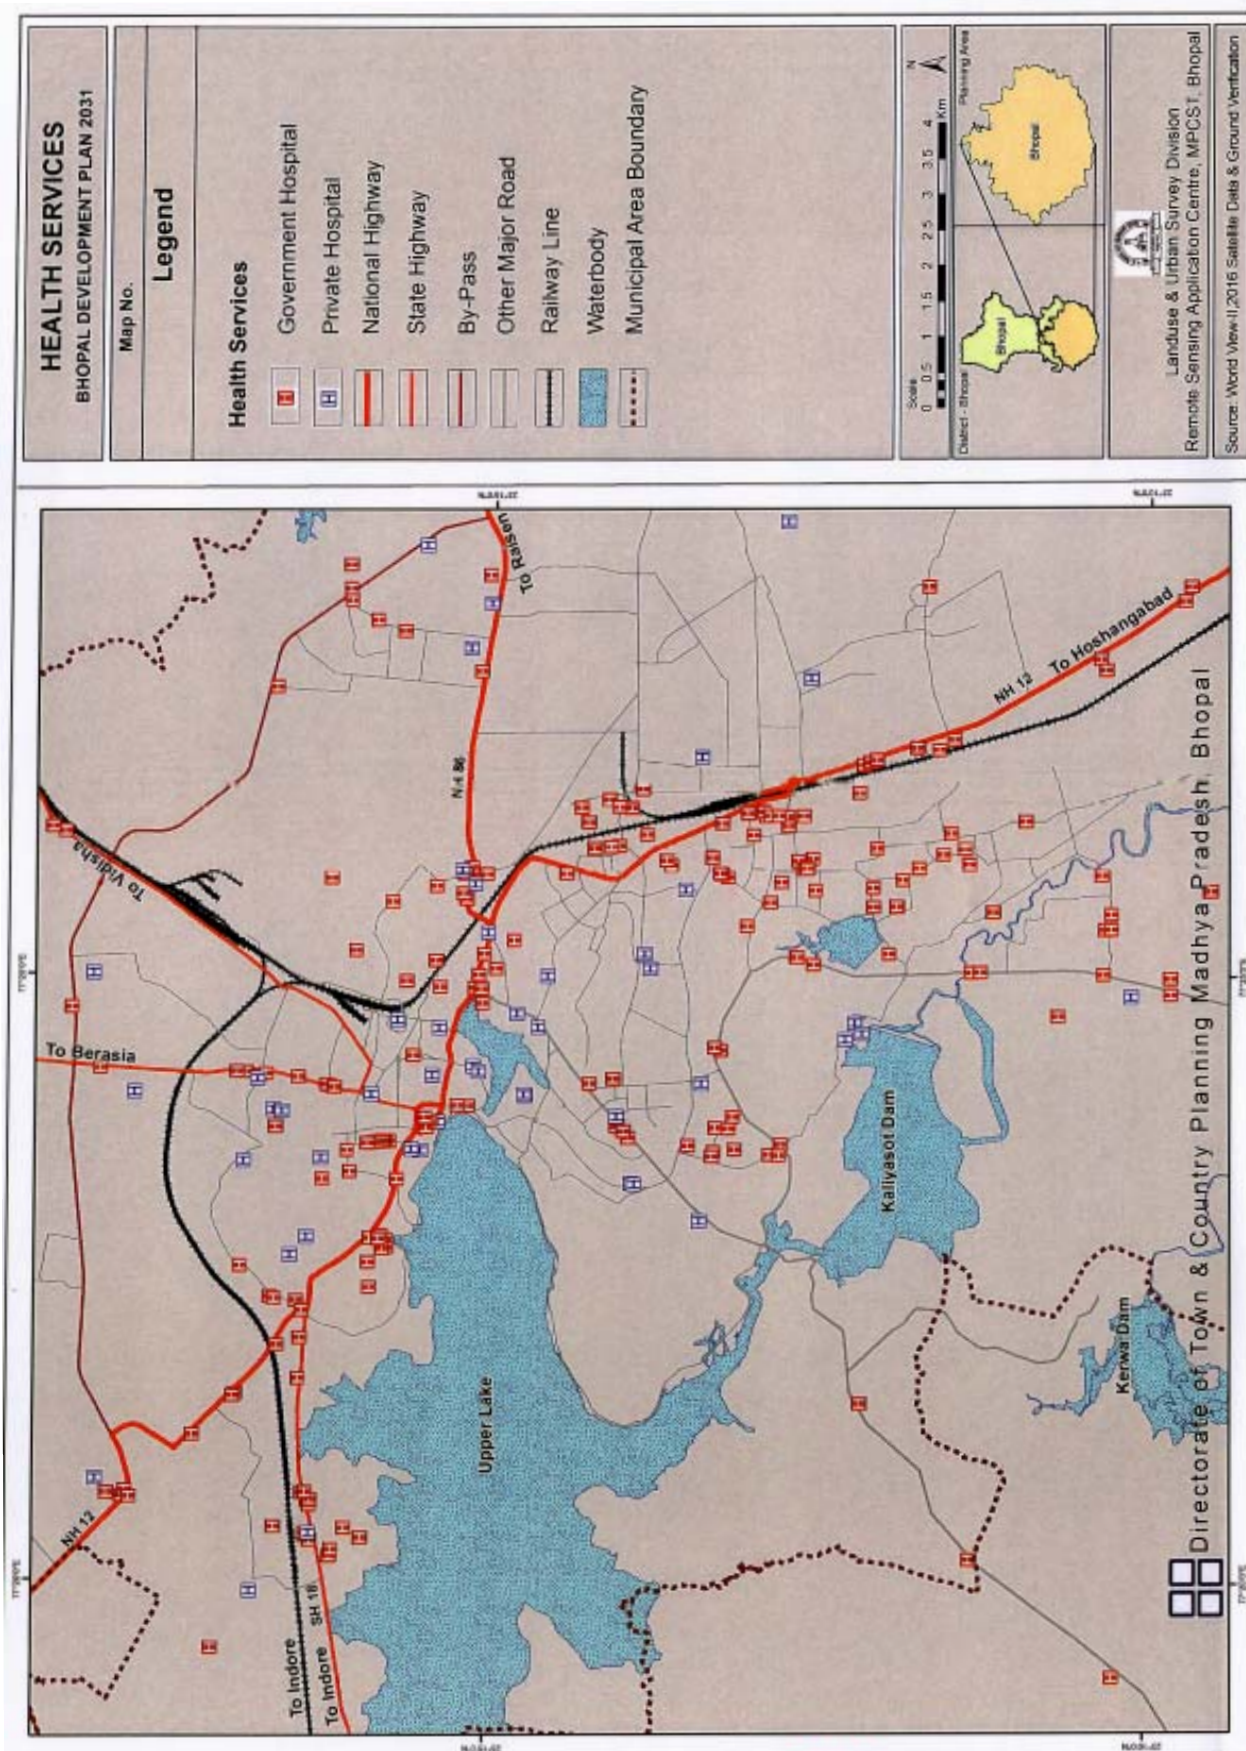 HEALTH SERVICES
BHOPAL DEVELOPMENT PLAN 2031
Map No.
Legend
Health Services
Government Hospital
Private Hospital
National Highway
State Highway
By-Pass
Other Major Road
Railway Line
Waterbody
Municipal Area Boundary
Scale
0 0.5 1 1.5 2 2.5 3 3.5 4
Km
N
District - Bhopal
Planning Area
Bhopal
Bhopal
Landuse & Urban Survey Division
Remote Sensing Application Centre, MPCST, Bhopal
Source: World View-II,2016 Satellite Data & Ground Verification
To Vidisha
To Berasia
NH 12
To Indore
To Indore
SH 18
To Raisen
NH 12
To Hoshangabad
Upper Lake
Kaliyasot Dam
Kerwa Dam
Directorate of Town & Country Planning Madhya Pradesh, Bhopal